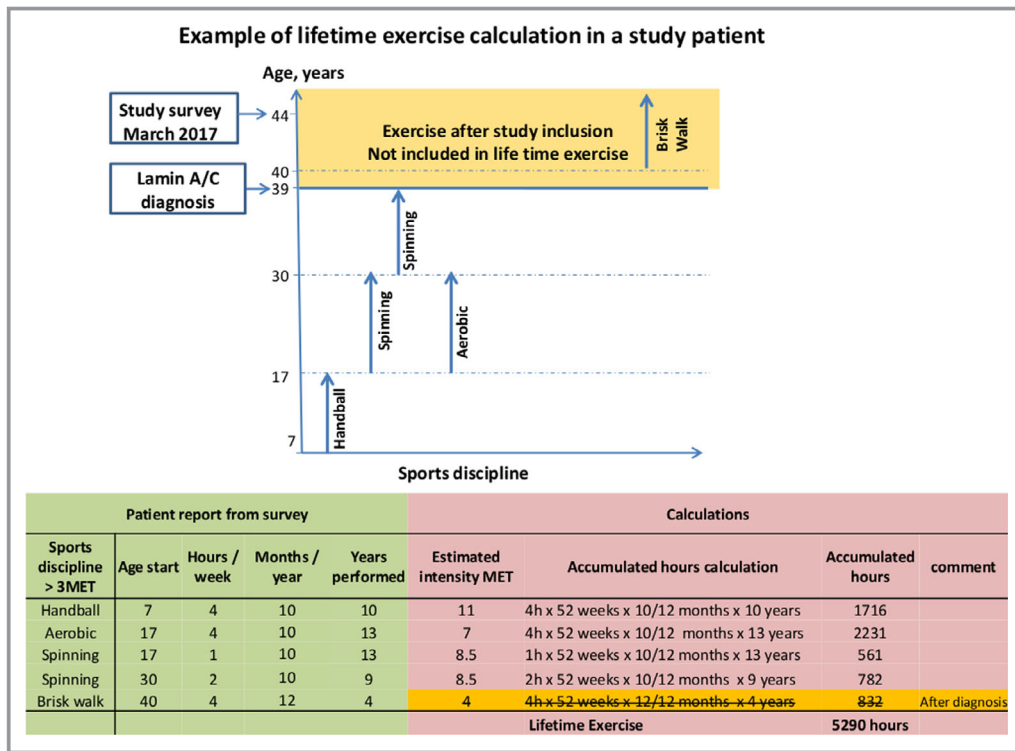 Example of lifetime exercise calculation in a study patient
Age, years
Study survey
March 2017
44
Exercise after study inclusion
Not included in life time exercise
Brisk
Walk
40
Lamin A/C
diagnosis
39
Spinning
30
Spinning
Aerobic
17
Handball
7
Sports discipline
Patient report from survey Calculations
Sports discipline > 3MET Age start Hours / week Months / year Years performed Estimated intensity MET Accumulated hours calculation Accumulated hours comment
Handball 7 4 10 10 11 4h x 52 weeks x 10/12 months x 10 years 1716
Aerobic 17 4 10 13 7 4h x 52 weeks x 10/12 months x 13 years 2231
Spinning 17 1 10 13 8.5 1h x 52 weeks x 10/12 months x 13 years 561
Spinning 30 2 10 9 8.5 2h x 52 weeks x 10/12 months x 9 years 782
Brisk walk 40 4 12 4 4 4h x 52 weeks x 12/12 months x 4 years 832 After diagnosis
Lifetime Exercise 5290 hours